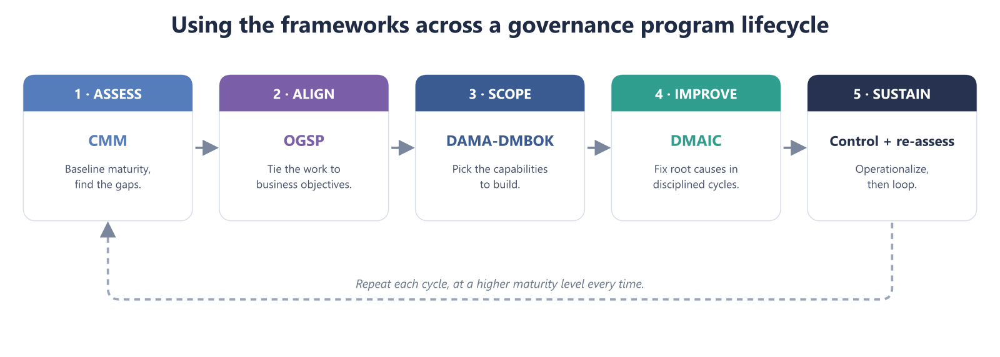 Using the frameworks across a governance program lifecycle
1 · ASSESS
CMM
Baseline maturity,
find the gaps.
2 · ALIGN
OGSP
Tie the work to
business objectives.
3 · SCOPE
DAMA-DMBOK
Pick the capabilities
to build.
4 · IMPROVE
DMAIC
Fix root causes in
disciplined cycles.
5 · SUSTAIN
Control + re-assess
Operationalize,
then loop.
Repeat each cycle, at a higher maturity level every time.